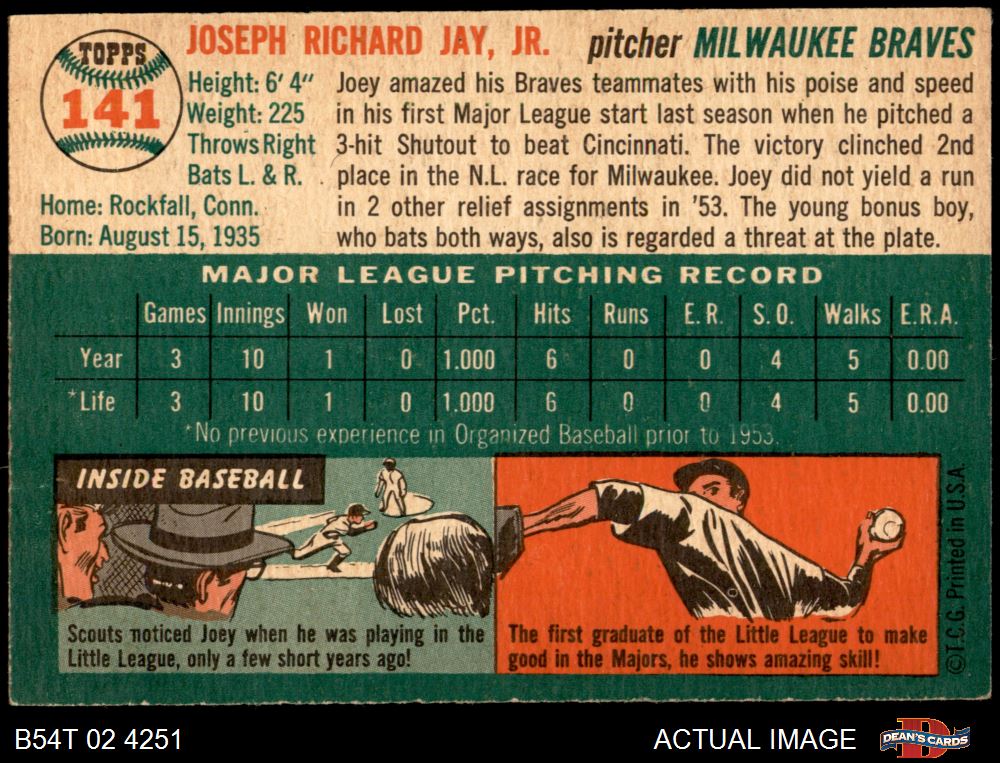 TOPPS
141
JOSEPH RICHARD JAY, JR. pitcher MILWAUKEE BRAVES
Height: 6' 4"
Weight: 225
Throws Right
Bats L. & R.
Home: Rockfall, Conn.
Born: August 15, 1935
Joey amazed his Braves teammates with his poise and speed
in his first Major League start last season when he pitched a
3-hit Shutout to beat Cincinnati. The victory clinched 2nd
place in the N.L. race for Milwaukee. Joey did not yield a run
in 2 other relief assignments in '53. The young bonus boy,
who bats both ways, also is regarded a threat at the plate.
MAJOR LEAGUE PITCHING RECORD
Games Innings Won Lost Pct. Hits Runs E.R. S.O. Walks E.R.A.
Year 3 10 1 0 1.000 6 0 0 4 5 0.00
*Life 3 10 1 0 1.000 6 0 0 4 5 0.00
*No previous experience in Organized Baseball prior to 1953.
INSIDE BASEBALL
Scouts noticed Joey when he was playing in the
Little League, only a few short years ago!
The first graduate of the Little League to make
good in the Majors, he shows amazing skill!
©T.C.G. Printed in U.S.A.
B54T 02 4251
ACTUAL IMAGE
D
DEAN'S CARDS